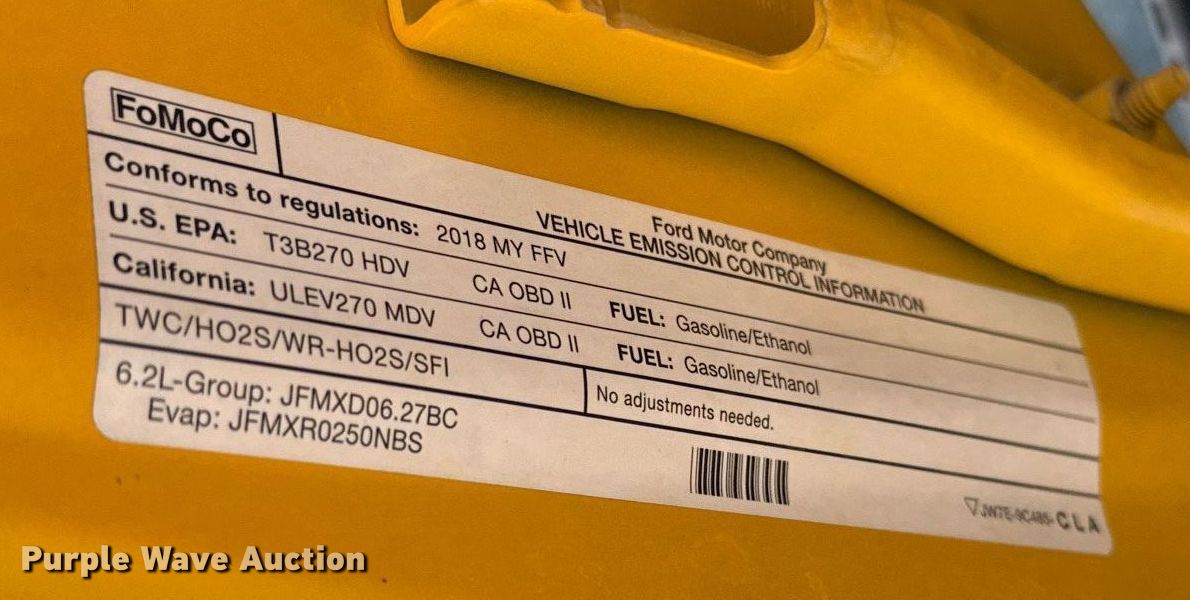 FoMoCo
Ford Motor Company
VEHICLE EMISSION CONTROL INFORMATION
Conforms to regulations: 2018 MY FFV
U.S. EPA: T3B270 HDV CA OBD II FUEL: Gasoline/Ethanol
California: ULEV270 MDV CA OBD II FUEL: Gasoline/Ethanol
TWC/HO2S/WR-HO2S/SFI
No adjustments needed.
6.2L-Group: JFMXD06.27BC
Evap: JFMXR0250NBS
CLA
Purple Wave Auction